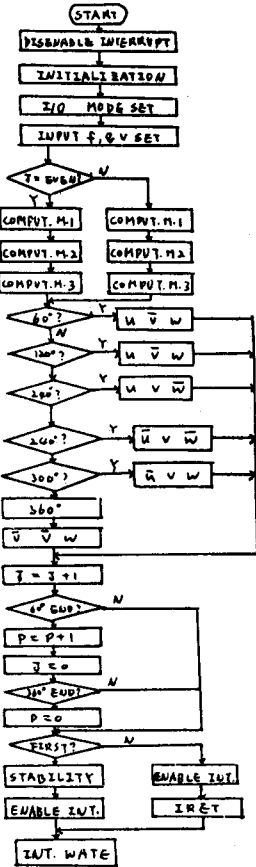 START
DISENABLE INTERRUPT
INITIALIZATION
I/O MODE SET
INPUT f, & V SET
J = EVEN?
N
Y
COMPUT. M.1
COMPUT. M.1
COMPUT. M.2
COMPUT. M.2
COMPUT. M.3
COMPUT. M.3
60°?
Y
u v̅ w
N
120°?
Y
u v̅ w
Y
u v w̅
240°?
Y
u̅ v w̅
300°?
Y
u̅ v w
360°
v̅ w
J = J + 1
60° END?
N
P = P + 1
J = 0
360° END?
N
P = 0
FIRST?
N
STABILITY
ENABLE INT.
ENABLE INT.
IRET
INT. WATE